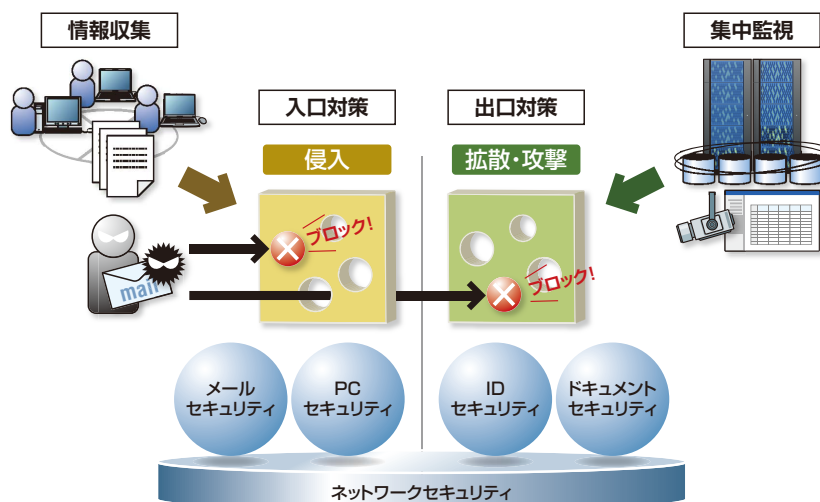 情報収集
集中監視
入口対策
出口対策
侵入
拡散・攻撃
ブロック!
ブロック!
mail
メール
セキュリティ
PC
セキュリティ
ID
セキュリティ
ドキュメント
セキュリティ
ネットワークセキュリティ